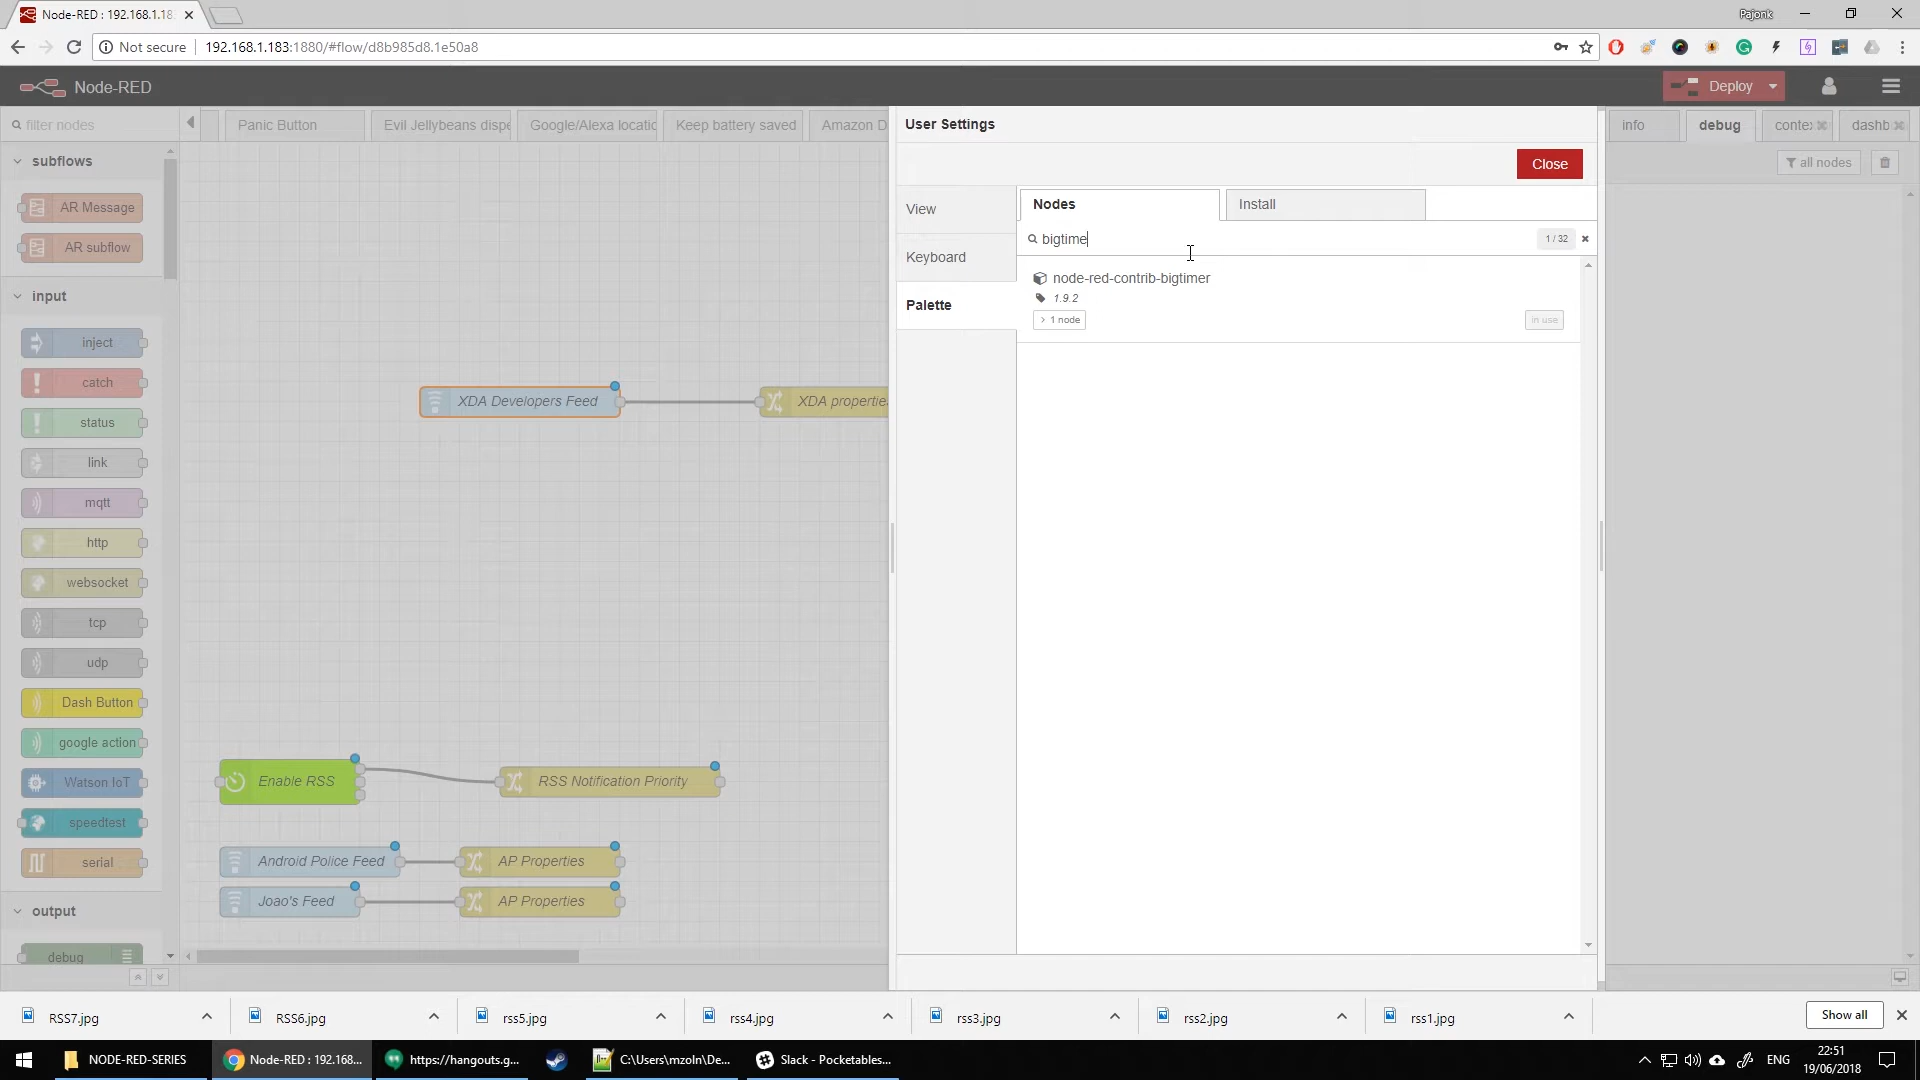 Node-RED : 192.168.1.18
Pajonk
Not secure
192.168.1.183:1880/#flow/d8b985d8.1e50a8
Node-RED
Deploy
filter nodes
Panic Button
Evil Jellybeans dispe
Google/Alexa locatic
Keep battery saved
Amazon D
User Settings
info
debug
conte
dashb
subflows
Close
all nodes
AR Message
AR subflow
View
Keyboard
Palette
Nodes
Install
bigtime
1 / 32
node-red-contrib-bigtimer
1.9.2
1 node
in use
input
inject
catch
status
link
mqtt
http
websocket
tcp
udp
Dash Button
google action
Watson IoT
speedtest
serial
output
debug
XDA Developers Feed
XDA propertie
Enable RSS
RSS Notification Priority
Android Police Feed
AP Properties
Joao's Feed
AP Properties
RSS7.jpg
RSS6.jpg
rss5.jpg
rss4.jpg
rss3.jpg
rss2.jpg
rss1.jpg
Show all
NODE-RED-SERIES
Node-RED : 192.168...
https://hangouts.g...
C:\Users\mzoln\De...
Slack - Pocketables...
ENG
22:51
19/06/2018